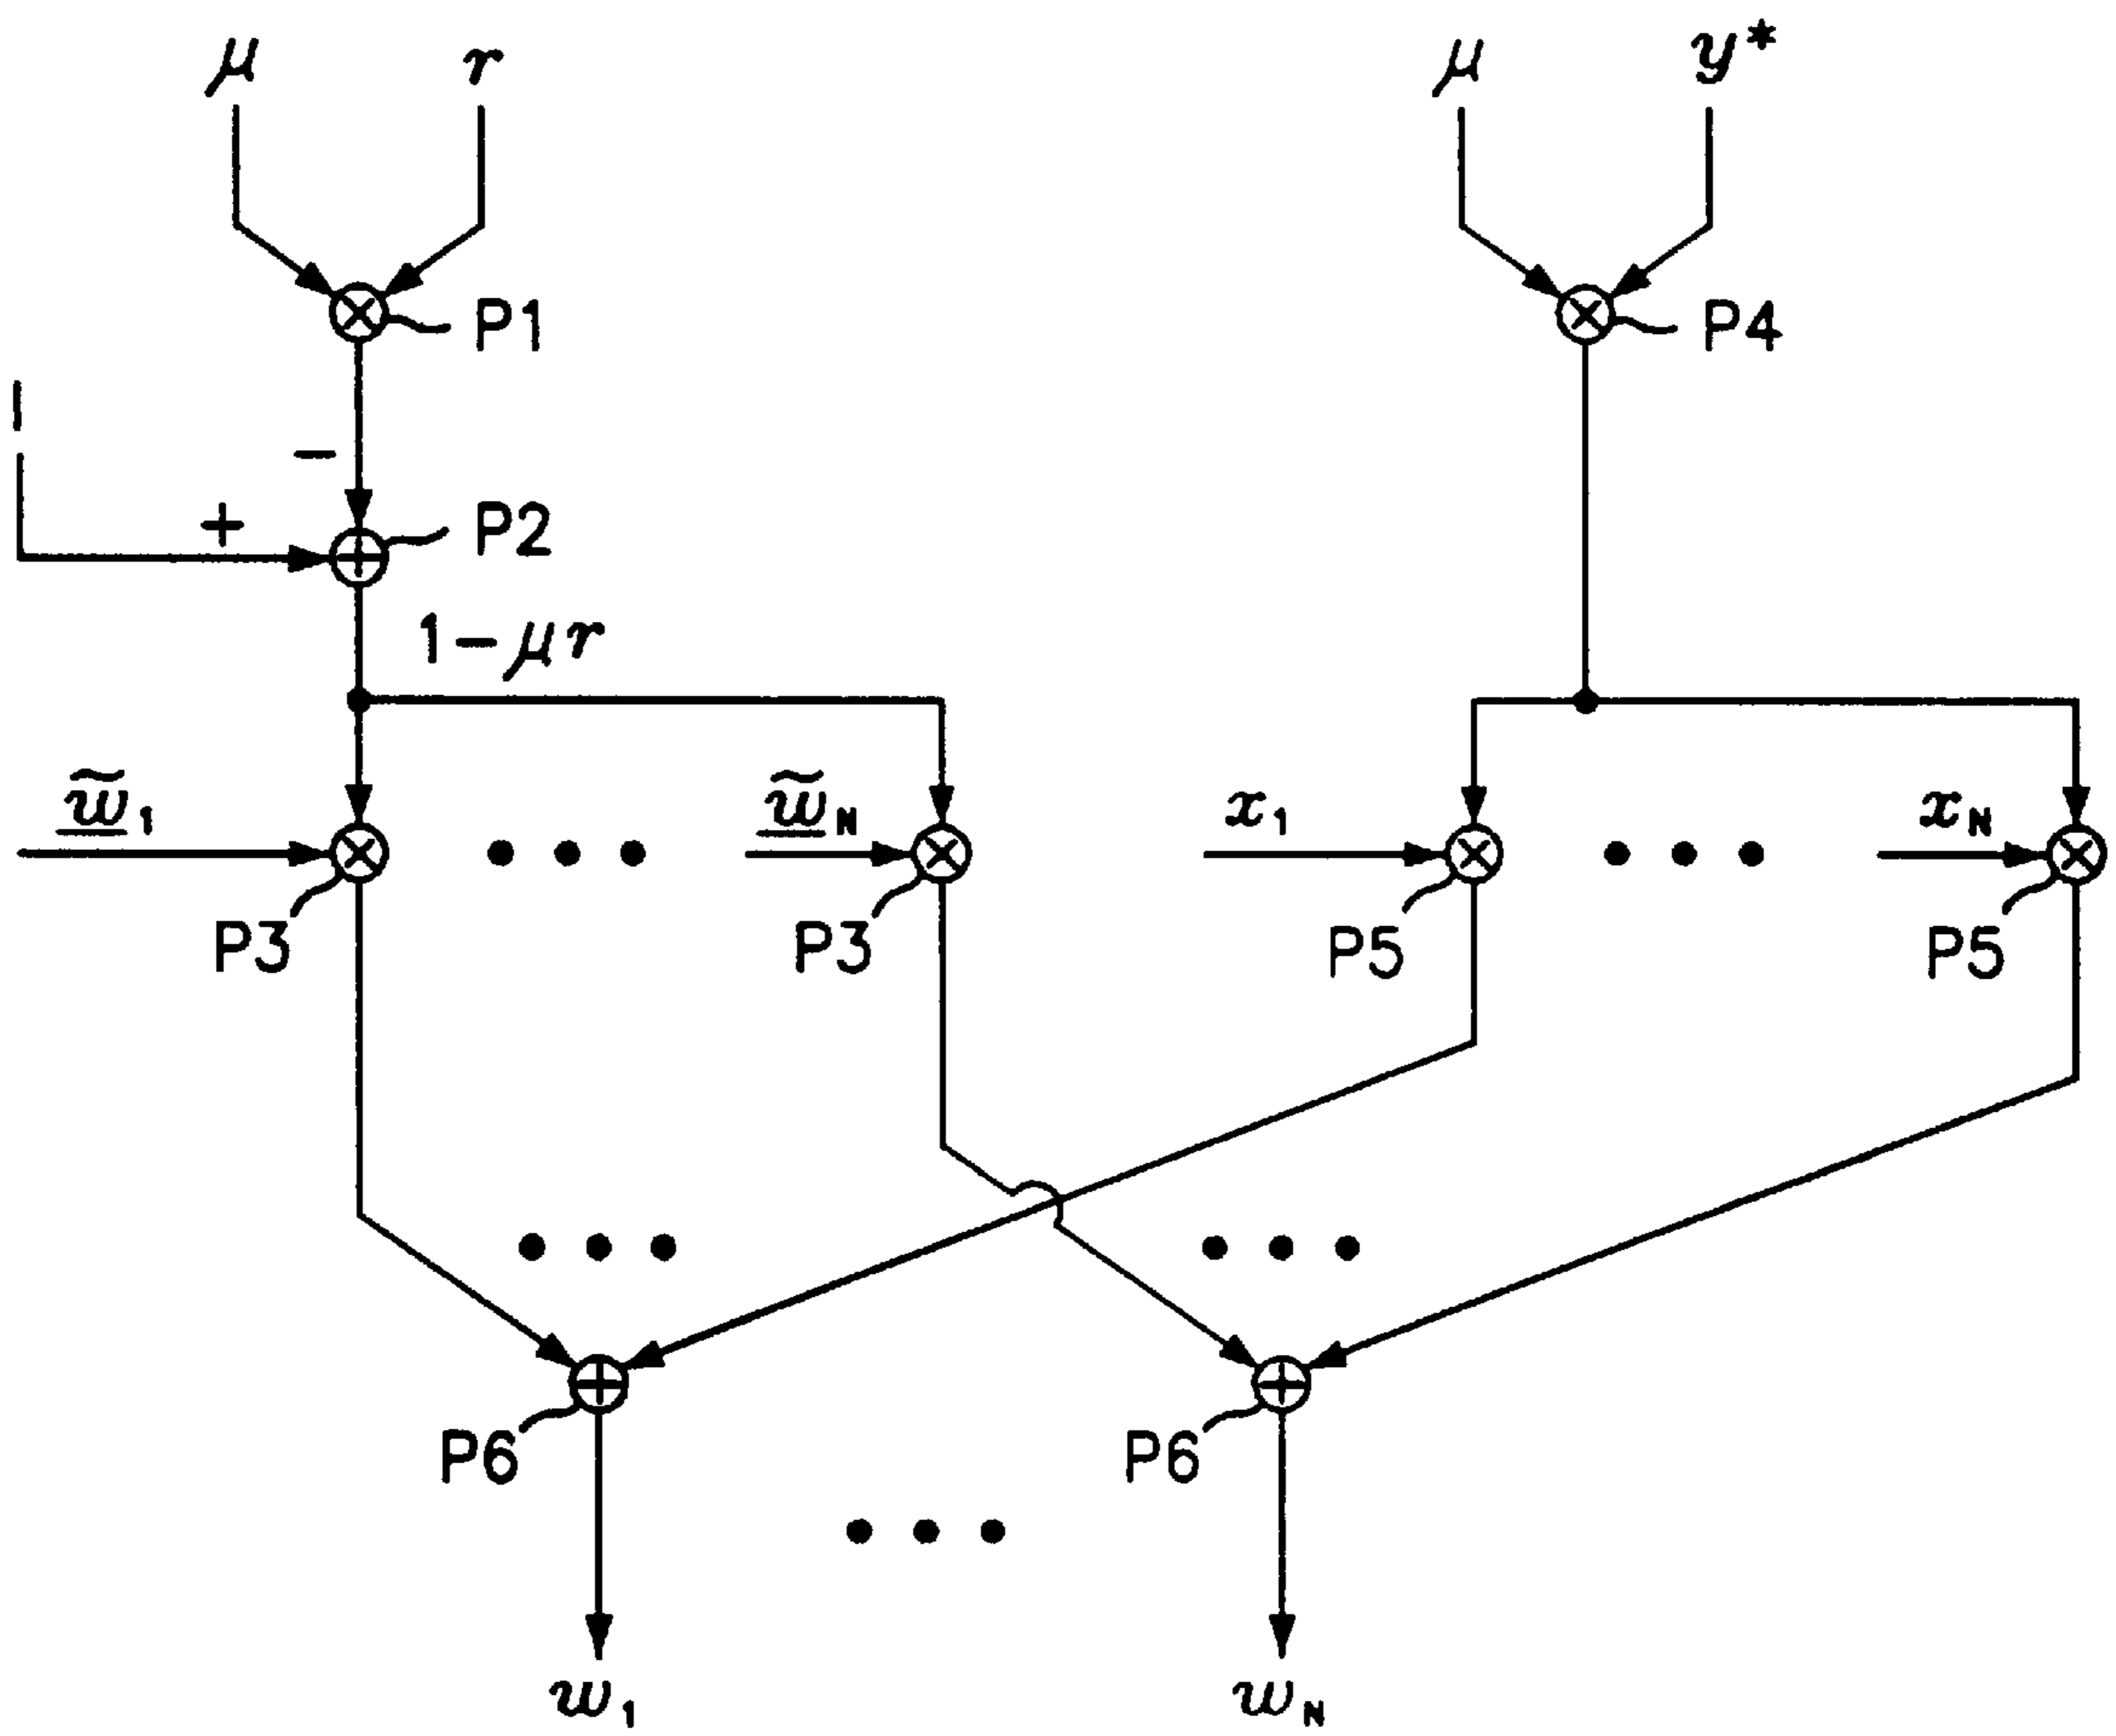 μ r μ y*
P1 P4
1
−
+ P2
1−μr
w̲̃₁ w̲̃N x₁ xN
P3 P3 P5 P5
P6 P6
w₁ wN